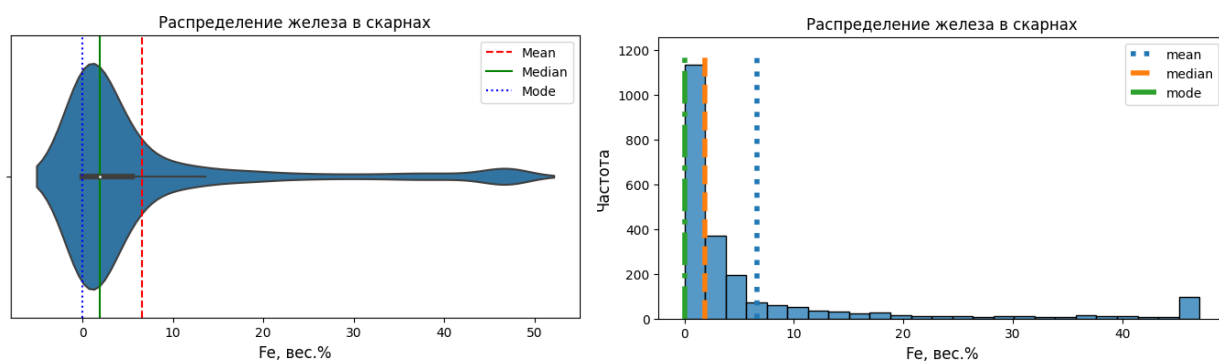 Распределение железа в скарнах
Mean
Median
Mode
0
10
20
30
40
50
Fe, вес.%
Распределение железа в скарнах
1200
1000
800
600
400
200
0
Частота
mean
median
mode
0
10
20
30
40
Fe, вес.%